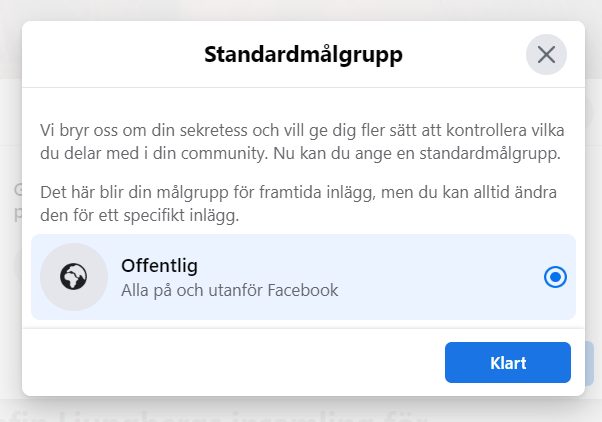 Standardmålgrupp
Vi bryr oss om din sekretess och vill ge dig fler sätt att kontrollera vilka
du delar med i din community. Nu kan du ange en standardmålgrupp.
Det här blir din målgrupp för framtida inlägg, men du kan alltid ändra
den för ett specifikt inlägg.
Offentlig
Alla på och utanför Facebook
Klart